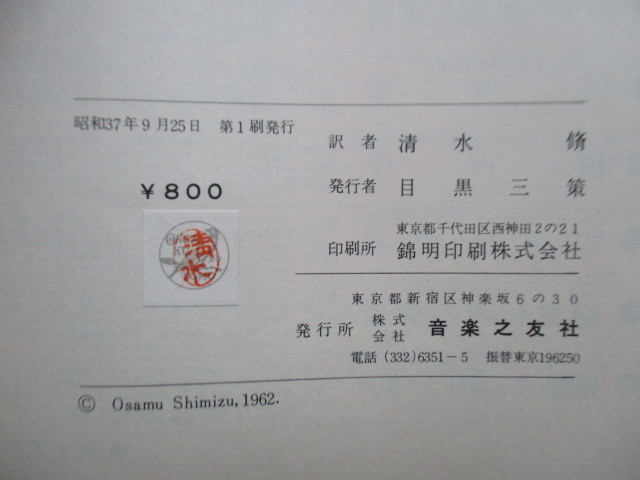 昭和37年9月25日　第1刷発行
¥800
清水
訳者　清水　脩
発行者　目黒三策
東京都千代田区西神田2の21
印刷所　錦明印刷株式会社
東京都新宿区神楽坂6の30
発行所　株式会社　音楽之友社
電話 (332)6351-5　振替東京196250
© Osamu Shimizu, 1962.